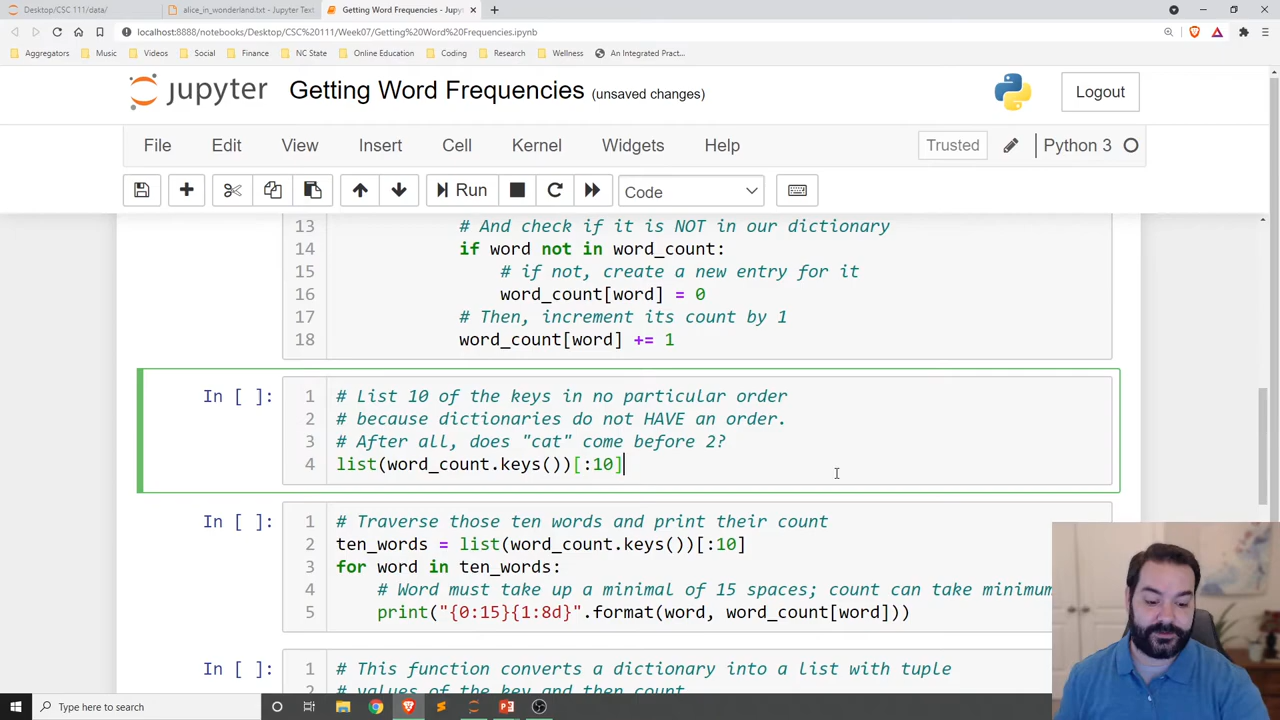 Desktop/CSC 111/data/
alice_in_wonderland.txt - Jupyter Text
Getting Word Frequencies - Jupyt
localhost:8888/notebooks/Desktop/CSC%20111/Week07/Getting%20Word%20Frequencies.ipynb
Aggregators Music Videos Social Finance NC State Online Education Coding Research Wellness An Integrated Pract...
jupyter Getting Word Frequencies (unsaved changes) Logout
File Edit View Insert Cell Kernel Widgets Help Trusted Python 3
Run Code
13 # And check if it is NOT in our dictionary
14 if word not in word_count:
15 # if not, create a new entry for it
16 word_count[word] = 0
17 # Then, increment its count by 1
18 word_count[word] += 1
In [ ]: 1 # List 10 of the keys in no particular order
2 # because dictionaries do not HAVE an order.
3 # After all, does "cat" come before 2?
4 list(word_count.keys())[:10]
In [ ]: 1 # Traverse those ten words and print their count
2 ten_words = list(word_count.keys())[:10]
3 for word in ten_words:
4 # Word must take up a minimal of 15 spaces; count can take minimum
5 print("{0:15}{1:8d}".format(word, word_count[word]))
In [ ]: 1 # This function converts a dictionary into a list with tuple
2 # values of the key and then count
Type here to search